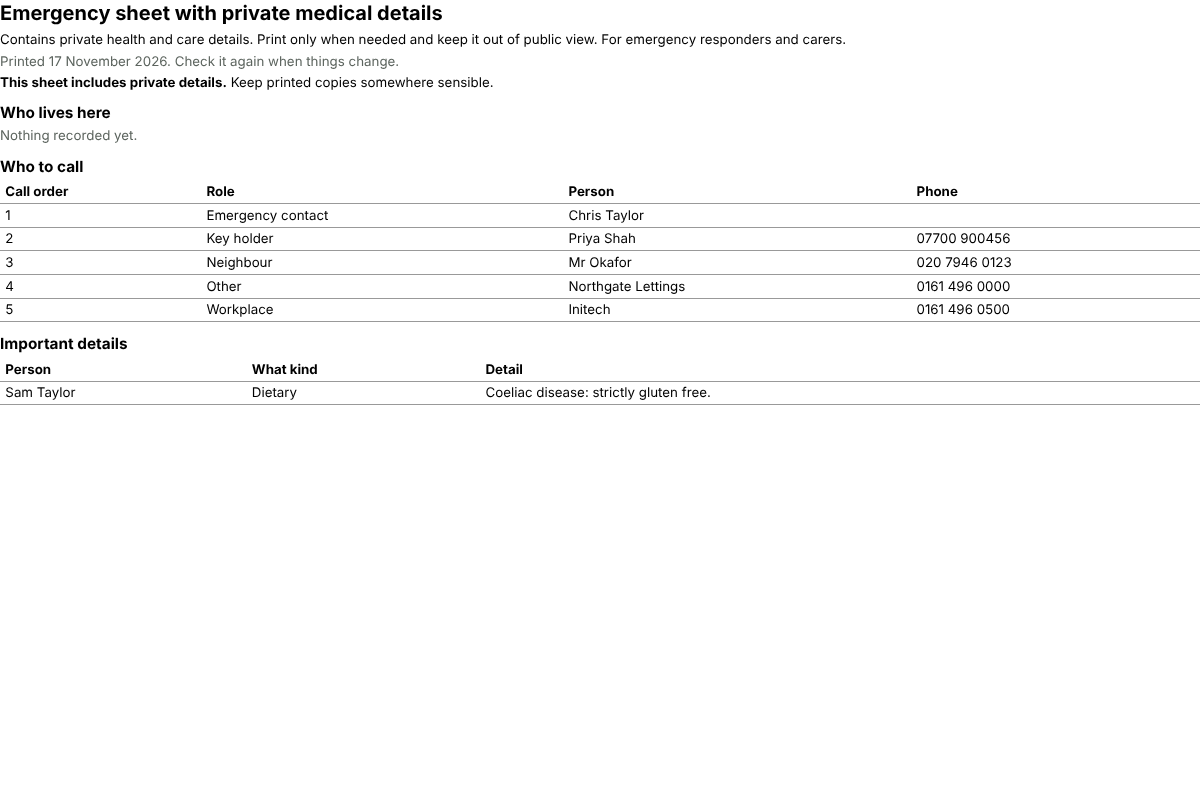 Emergency sheet with private medical details
Contains private health and care details. Print only when needed and keep it out of public view. For emergency responders and carers.
Printed 17 November 2026. Check it again when things change.
This sheet includes private details. Keep printed copies somewhere sensible.
Who lives here
Nothing recorded yet.
Who to call
Call order Role Person Phone
1 Emergency contact Chris Taylor
2 Key holder Priya Shah 07700 900456
3 Neighbour Mr Okafor 020 7946 0123
4 Other Northgate Lettings 0161 496 0000
5 Workplace Initech 0161 496 0500
Important details
Person What kind Detail
Sam Taylor Dietary Coeliac disease: strictly gluten free.